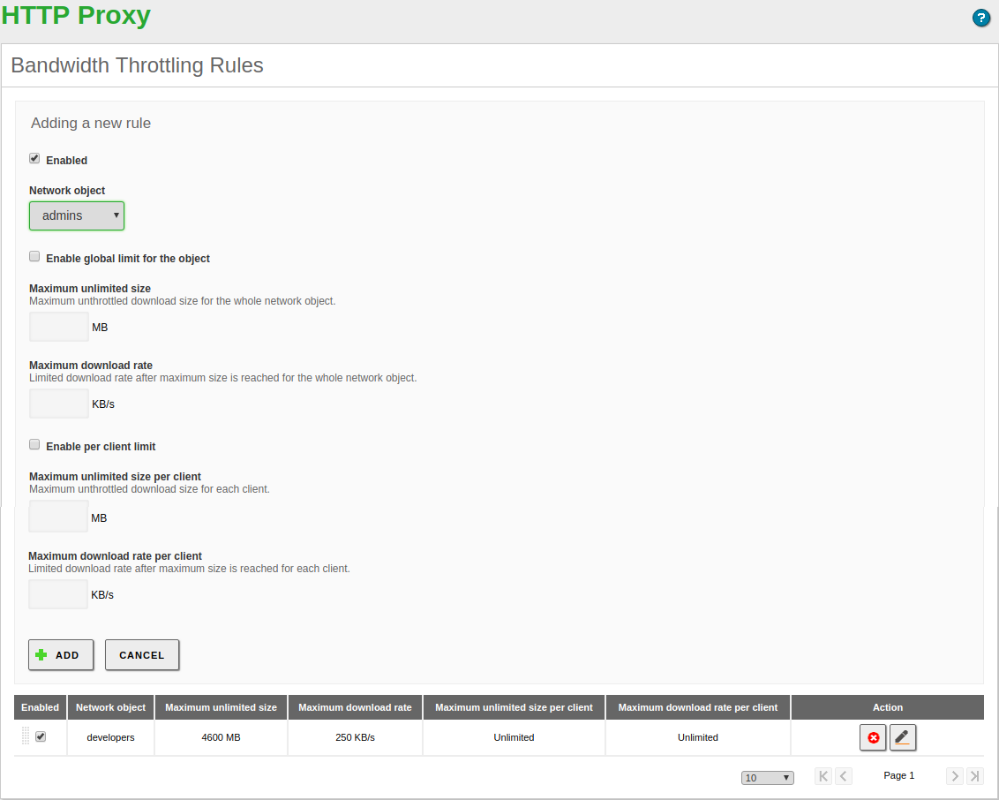 HTTP Proxy
?
Bandwidth Throttling Rules
Adding a new rule
Enabled
Network object
admins
Enable global limit for the object
Maximum unlimited size
Maximum unthrottled download size for the whole network object.
MB
Maximum download rate
Limited download rate after maximum size is reached for the whole network object.
KB/s
Enable per client limit
Maximum unlimited size per client
Maximum unthrottled download size for each client.
MB
Maximum download rate per client
Limited download rate after maximum size is reached for each client.
KB/s
ADD CANCEL
Enabled Network object Maximum unlimited size Maximum download rate Maximum unlimited size per client Maximum download rate per client Action
developers 4600 MB 250 KB/s Unlimited Unlimited
10 Page 1